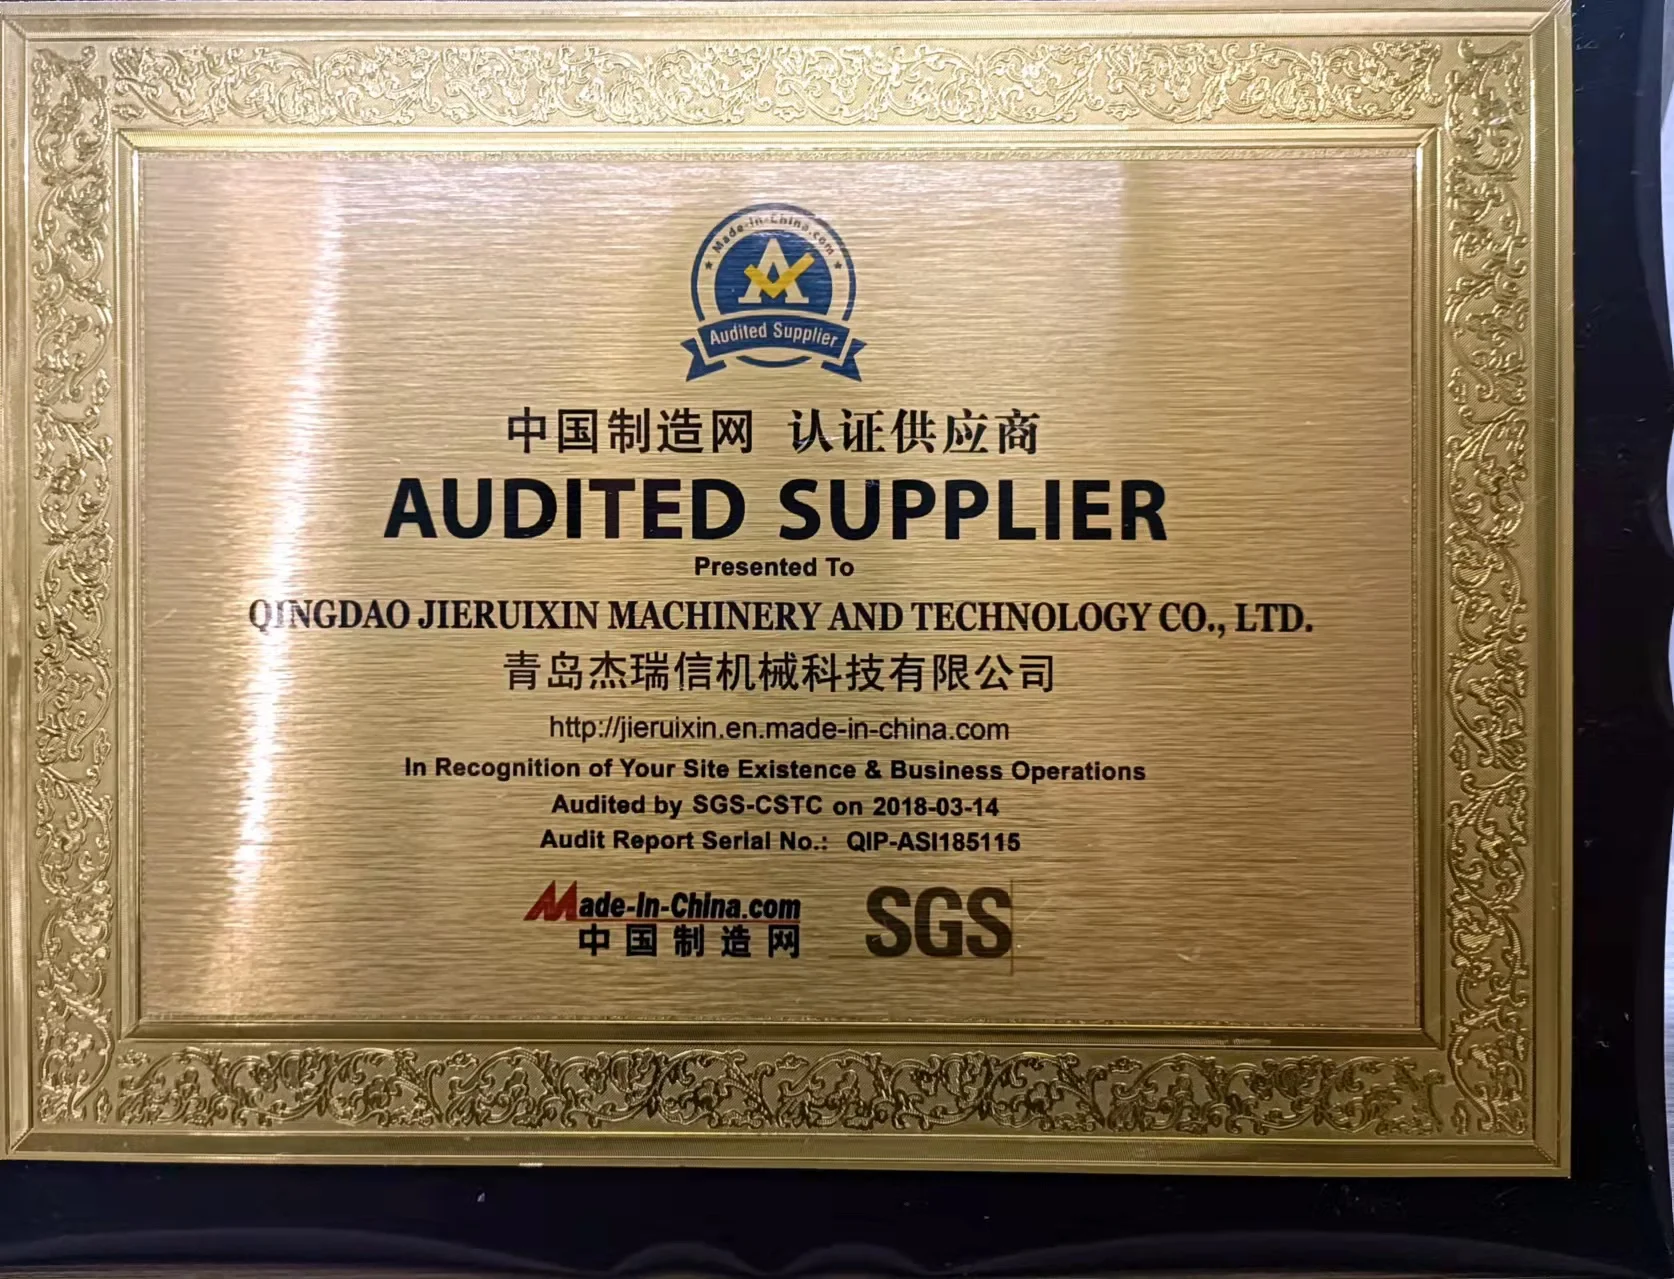 Made-in-China.com
Audited Supplier
中国制造网 认证供应商
AUDITED SUPPLIER
Presented To
QINGDAO JIERUIXIN MACHINERY AND TECHNOLOGY CO., LTD.
青岛杰瑞信机械科技有限公司
http://jieruixin.en.made-in-china.com
In Recognition of Your Site Existence & Business Operations
Audited by SGS-CSTC on 2018-03-14
Audit Report Serial No.: QIP-ASI185115
Made-in-China.com
中国制造网
SGS